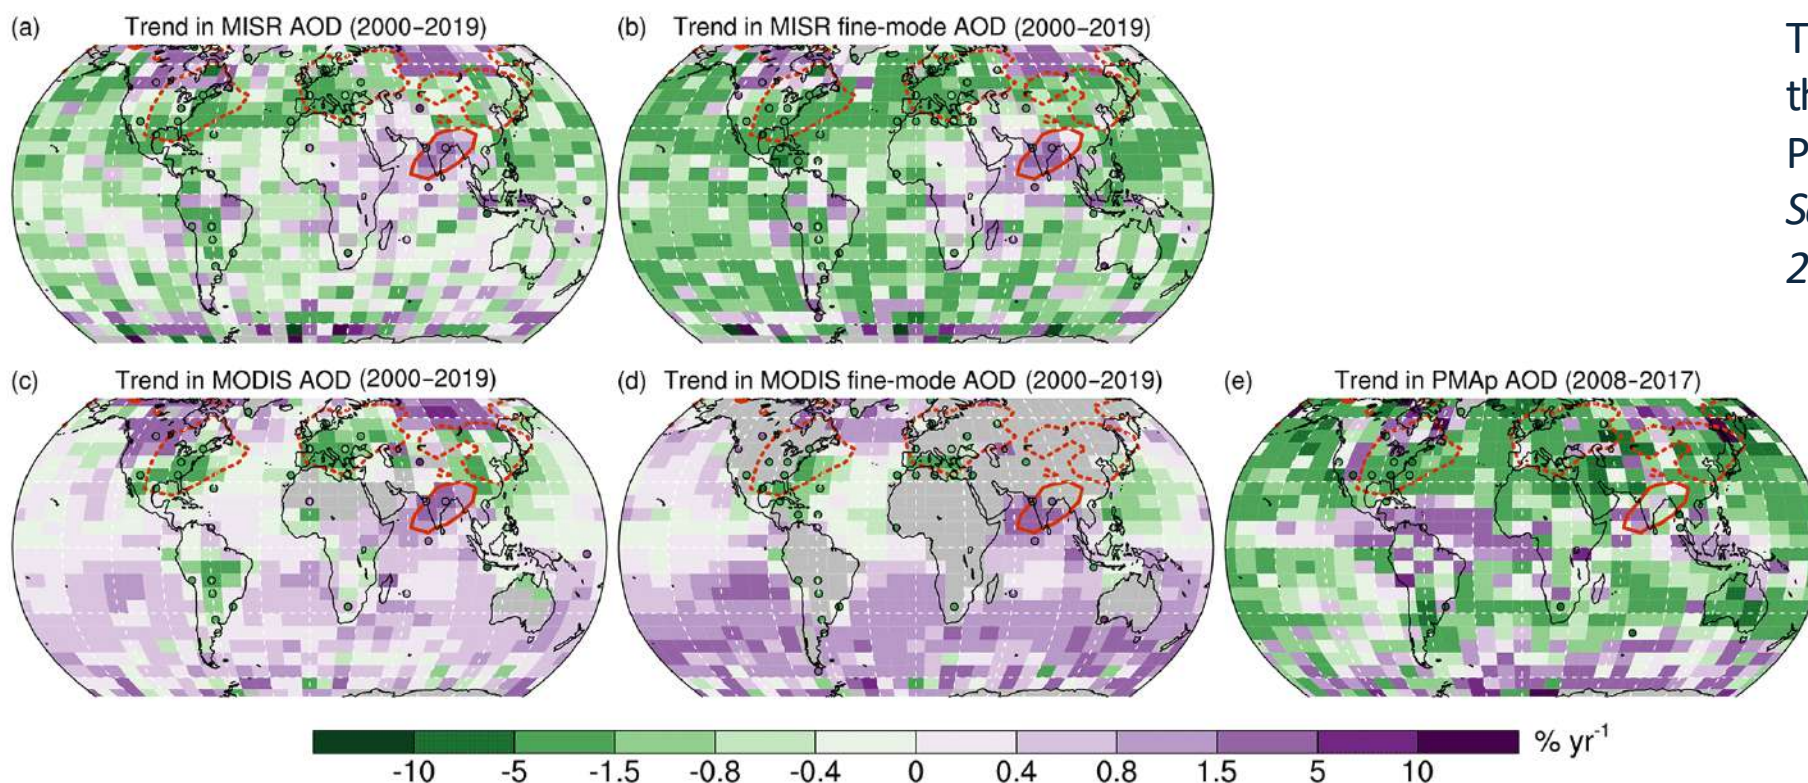 (a) Trend in MISR AOD (2000–2019)
(b) Trend in MISR fine-mode AOD (2000–2019)
(c) Trend in MODIS AOD (2000–2019)
(d) Trend in MODIS fine-mode AOD (2000–2019)
(e) Trend in PMAp AOD (2008–2017)
-10 -5 -1.5 -0.8 -0.4 0 0.4 0.8 1.5 5 10 % yr⁻¹